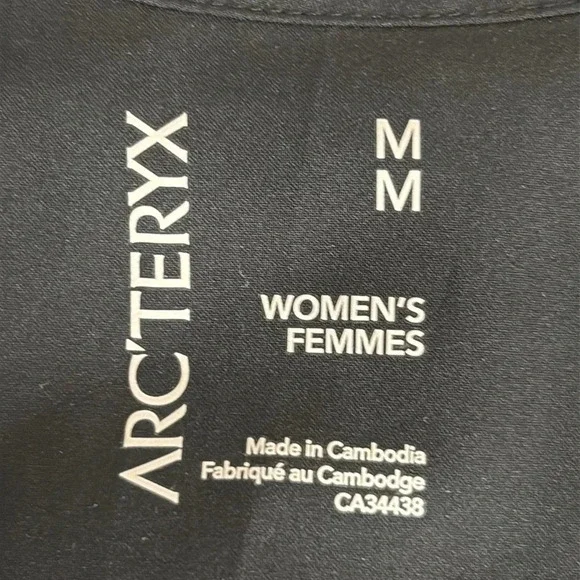 ARC'TERYX
M
M
WOMEN'S
FEMMES
Made in Cambodia
Fabriqué au Cambodge
CA34438